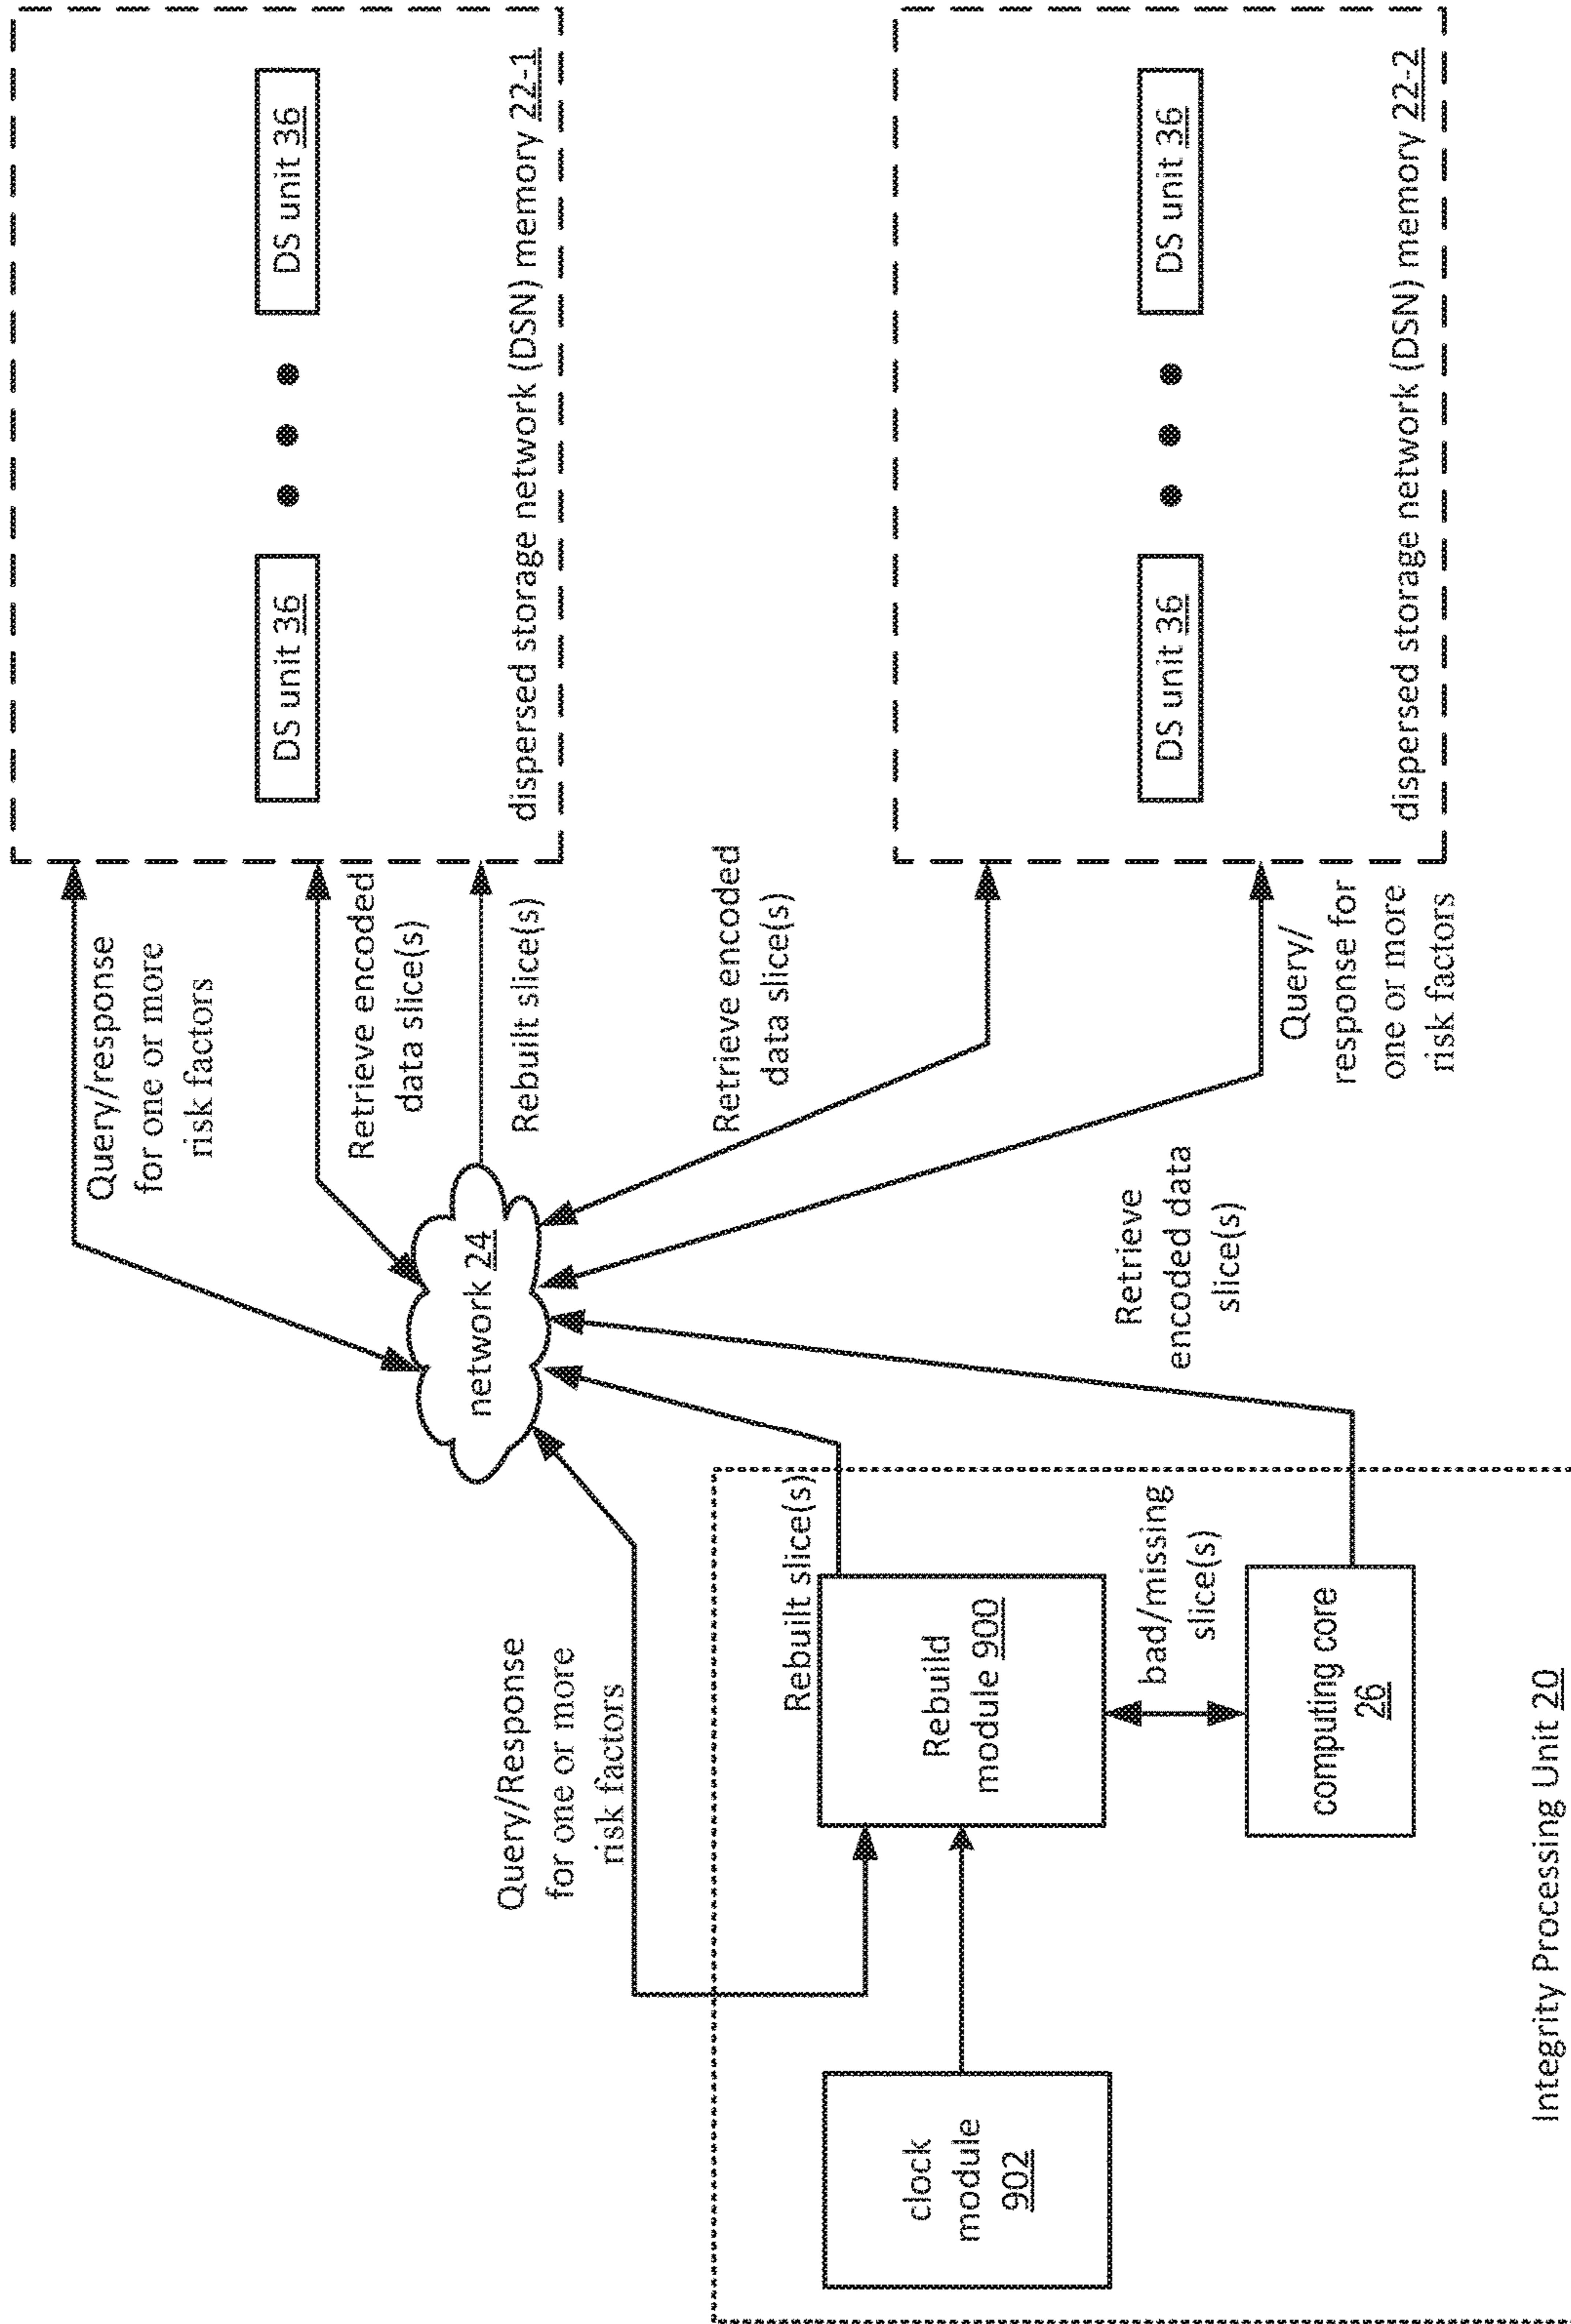 DS unit 36
DS unit 36
dispersed storage network (DSN) memory 22-1
DS unit 36
DS unit 36
dispersed storage network (DSN) memory 22-2
Query/response
for one or more
risk factors
Retrieve encoded
data slice(s)
Rebuilt slice(s)
Retrieve encoded
data slice(s)
Query/
response for
one or more
risk factors
network 24
Retrieve
encoded data
slice(s)
Query/Response
for one or more
risk factors
Rebuilt slice(s)
Rebuild
module 900
bad/missing
slice(s)
computing core
26
clock
module
902
Integrity Processing Unit 20